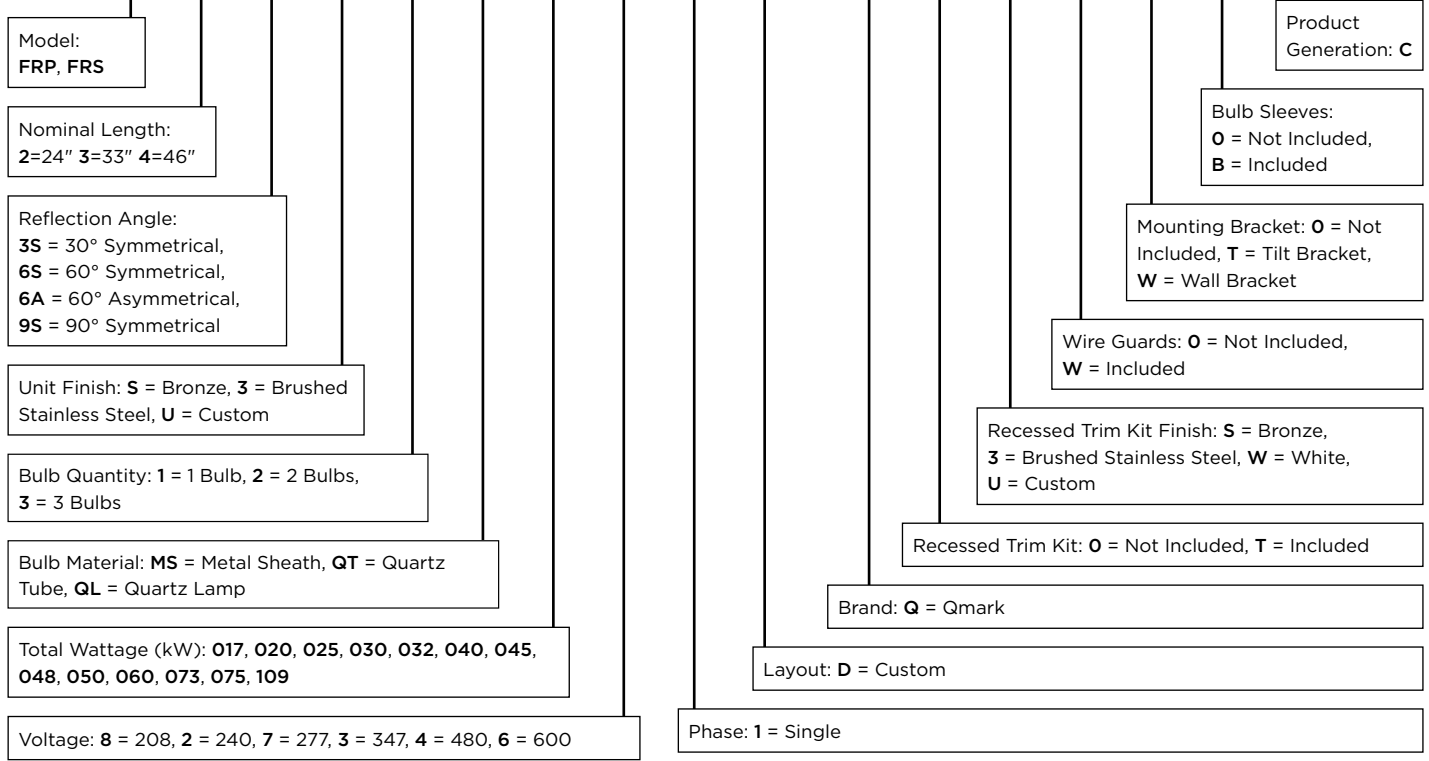 Model:
FRP, FRS
Nominal Length:
2=24" 3=33" 4=46"
Reflection Angle:
3S = 30° Symmetrical,
6S = 60° Symmetrical,
6A = 60° Asymmetrical,
9S = 90° Symmetrical
Unit Finish: S = Bronze, 3 = Brushed
Stainless Steel, U = Custom
Bulb Quantity: 1 = 1 Bulb, 2 = 2 Bulbs,
3 = 3 Bulbs
Bulb Material: MS = Metal Sheath, QT = Quartz
Tube, QL = Quartz Lamp
Total Wattage (kW): 017, 020, 025, 030, 032, 040, 045,
048, 050, 060, 073, 075, 109
Voltage: 8 = 208, 2 = 240, 7 = 277, 3 = 347, 4 = 480, 6 = 600
Product
Generation: C
Bulb Sleeves:
0 = Not Included,
B = Included
Mounting Bracket: 0 = Not
Included, T = Tilt Bracket,
W = Wall Bracket
Wire Guards: 0 = Not Included,
W = Included
Recessed Trim Kit Finish: S = Bronze,
3 = Brushed Stainless Steel, W = White,
U = Custom
Recessed Trim Kit: 0 = Not Included, T = Included
Brand: Q = Qmark
Layout: D = Custom
Phase: 1 = Single